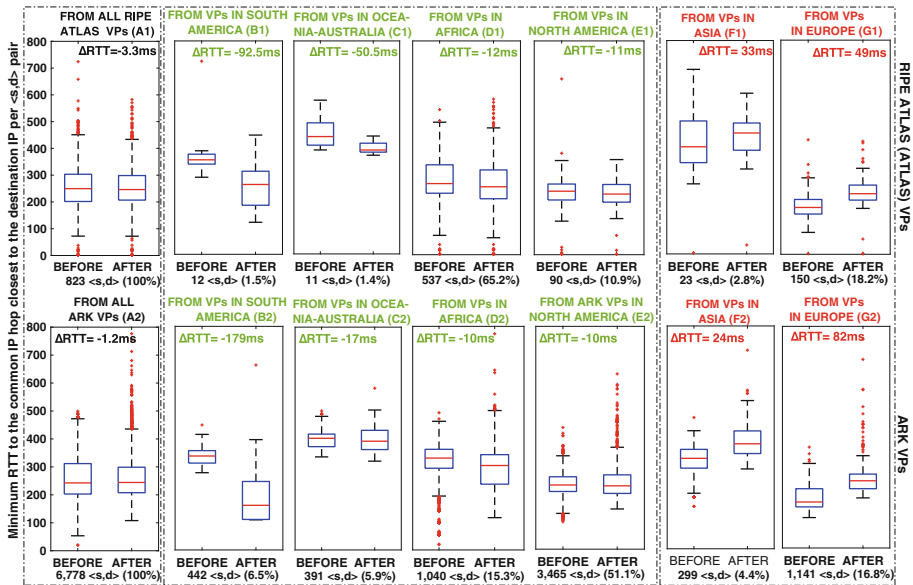 FROM ALL RIPE
ATLAS VPs (A1)
FROM VPs IN SOUTH
AMERICA (B1)
FROM VPs IN OCEA-
NIA-AUSTRALIA (C1)
FROM VPs IN
AFRICA (D1)
FROM VPs IN
NORTH AMERICA (E1)
FROM VPs IN
ASIA (F1)
FROM VPs
IN EUROPE (G1)
ΔRTT=-3.3ms
ΔRTT= -92.5ms
ΔRTT= -50.5ms
ΔRTT= -12ms
ΔRTT= -11ms
ΔRTT= 33ms
ΔRTT= 49ms
800
700
600
500
400
300
200
100
0
BEFORE AFTER
823 <s,d> (100%)
BEFORE AFTER
12 <s,d> (1.5%)
BEFORE AFTER
11 <s,d> (1.4%)
BEFORE AFTER
537 <s,d> (65.2%)
BEFORE AFTER
90 <s,d> (10.9%)
BEFORE AFTER
23 <s,d> (2.8%)
BEFORE AFTER
150 <s,d> (18.2%)
RIPE ATLAS (ATLAS) VPs
Minimum RTT to the common IP hop closest to the destination IP per <s,d> pair
FROM ALL
ARK VPs (A2)
FROM VPs IN SOUTH
AMERICA (B2)
FROM VPs IN OCEA-
NIA-AUSTRALIA (C2)
FROM VPs IN
AFRICA (D2)
FROM ARK VPs IN
NORTH AMERICA (E2)
FROM VPs IN
ASIA (F2)
FROM VPs
IN EUROPE (G2)
ΔRTT= -1.2ms
ΔRTT= -179ms
ΔRTT= -17ms
ΔRTT= -10ms
ΔRTT= -10ms
ΔRTT= 24ms
ΔRTT= 82ms
800
700
600
500
400
300
200
100
0
BEFORE AFTER
6,778 <s,d> (100%)
BEFORE AFTER
442 <s,d> (6.5%)
BEFORE AFTER
391 <s,d> (5.9%)
BEFORE AFTER
1,040 <s,d> (15.3%)
BEFORE AFTER
3,465 <s,d> (51.1%)
BEFORE AFTER
299 <s,d> (4.4%)
BEFORE AFTER
1,141 <s,d> (16.8%)
ARK VPs